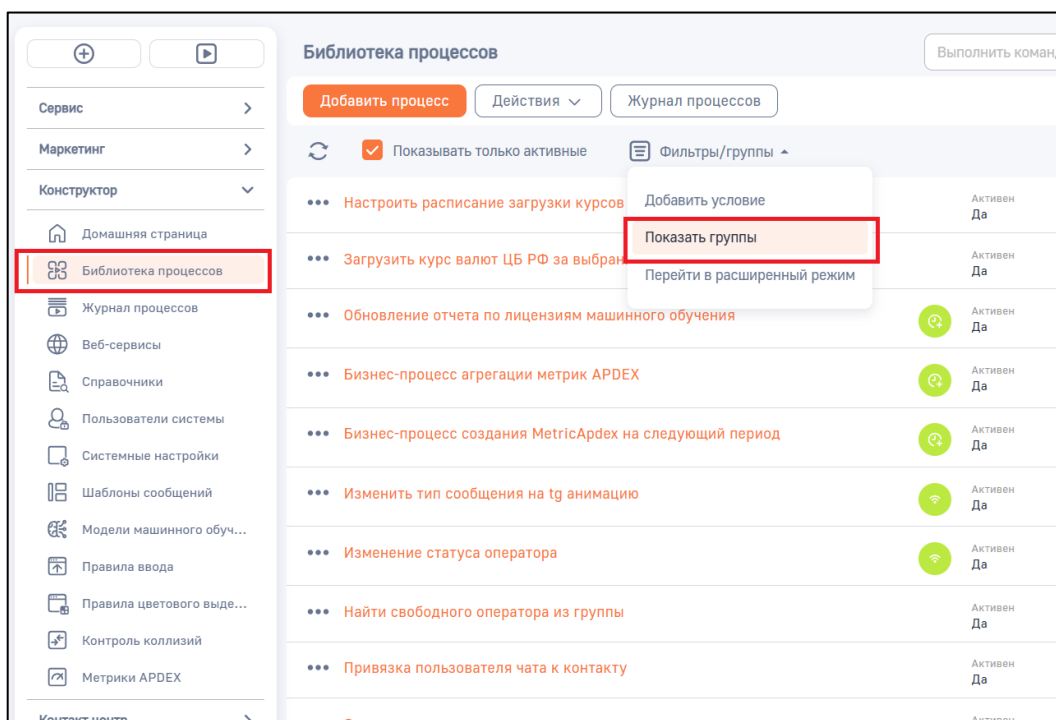 Библиотека процессов
Выполнить коман
Добавить процесс
Действия
Журнал процессов
Показывать только активные
Фильтры/группы
Добавить условие
Показать группы
Перейти в расширенный режим
Сервис
Маркетинг
Конструктор
Домашняя страница
Библиотека процессов
Журнал процессов
Веб-сервисы
Справочники
Пользователи системы
Системные настройки
Шаблоны сообщений
Модели машинного обуч...
Правила ввода
Правила цветового выде...
Контроль коллизий
Метрики APDEX
Контакт центр
Настроить расписание загрузки курсов
Активен
Да
Загрузить курс валют ЦБ РФ за выбран
Активен
Да
Обновление отчета по лицензиям машинного обучения
Активен
Да
Бизнес-процесс агрегации метрик APDEX
Активен
Да
Бизнес-процесс создания MetricApdex на следующий период
Активен
Да
Изменить тип сообщения на tg анимацию
Активен
Да
Изменение статуса оператора
Активен
Да
Найти свободного оператора из группы
Активен
Да
Привязка пользователя чата к контакту
Активен
Да
Активен